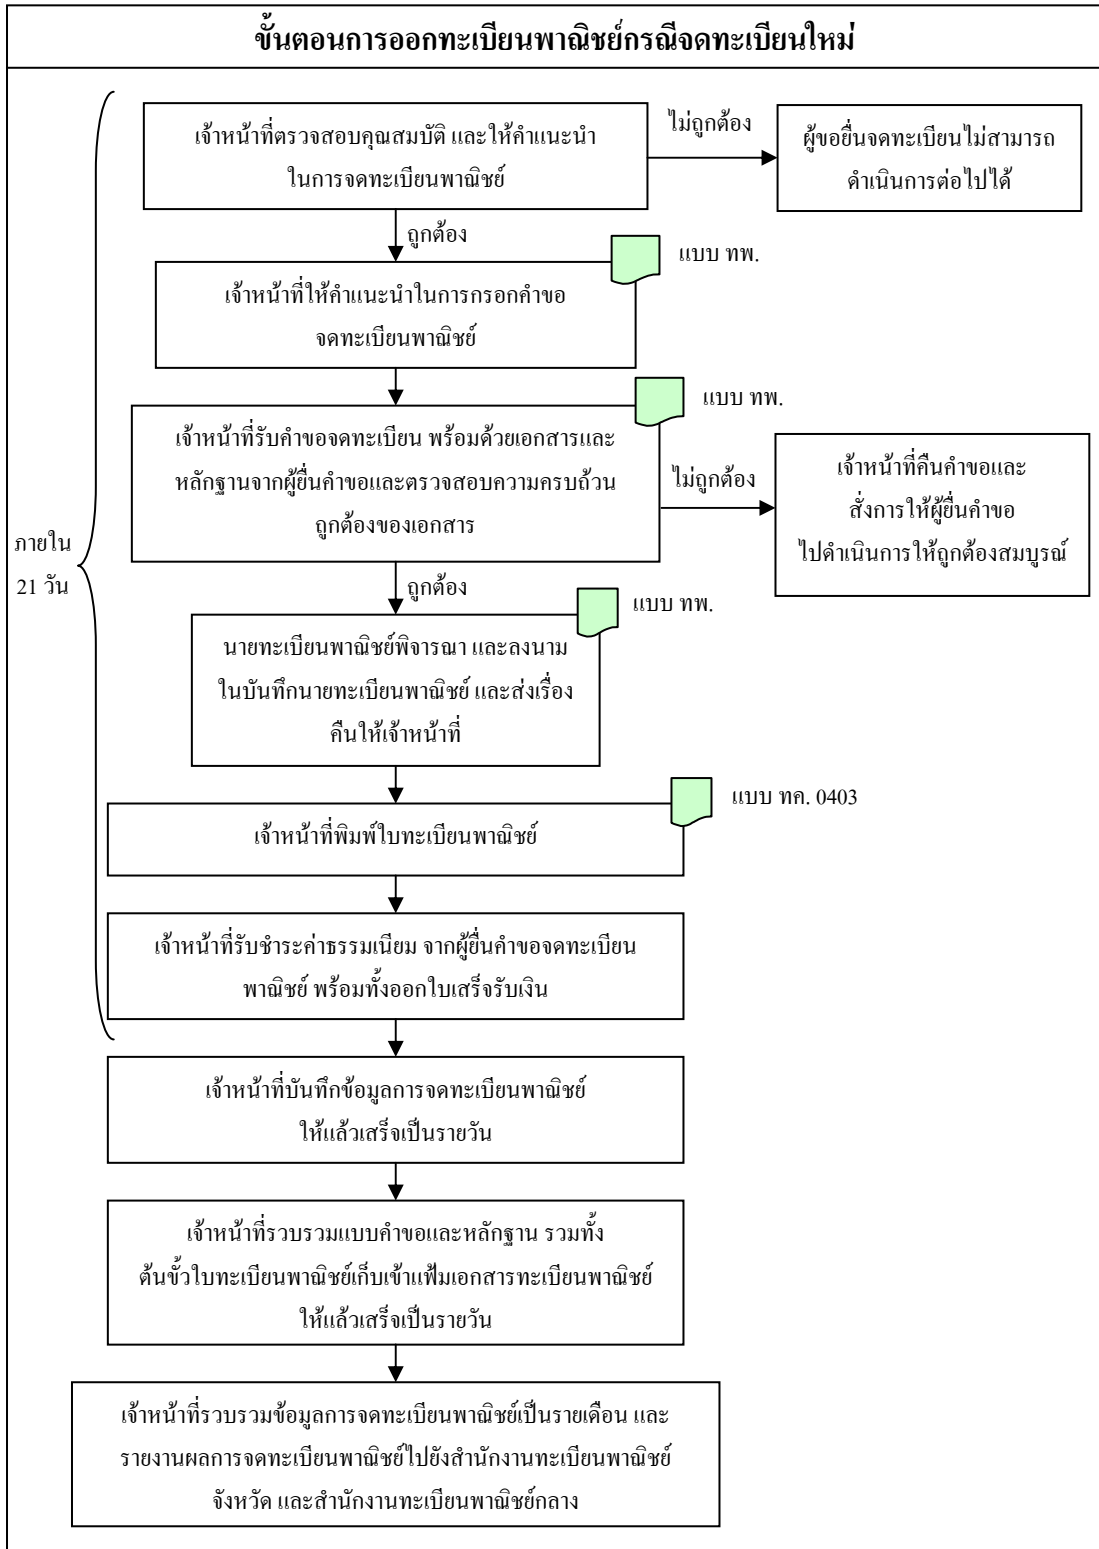 ขั้นตอนการออกทะเบียนพาณิชย์กรณีจดทะเบียนใหม่
เจ้าหน้าที่ตรวจสอบคุณสมบัติ และให้คำแนะนำ
ในการจดทะเบียนพาณิชย์
ไม่ถูกต้อง
ผู้ขอยื่นจดทะเบียนไม่สามารถ
ดำเนินการต่อไปได้
ถูกต้อง
แบบ ทพ.
เจ้าหน้าที่ให้คำแนะนำในการกรอกคำขอ
จดทะเบียนพาณิชย์
แบบ ทพ.
เจ้าหน้าที่รับคำขอจดทะเบียน พร้อมด้วยเอกสารและ
หลักฐานจากผู้ยื่นคำขอและตรวจสอบความครบถ้วน
ถูกต้องของเอกสาร
ไม่ถูกต้อง
เจ้าหน้าที่คืนคำขอและ
สั่งการให้ผู้ยื่นคำขอ
ไปดำเนินการให้ถูกต้องสมบูรณ์
ภายใน
21 วัน
ถูกต้อง
แบบ ทพ.
นายทะเบียนพาณิชย์พิจารณา และลงนาม
ในบันทึกนายทะเบียนพาณิชย์ และส่งเรื่อง
คืนให้เจ้าหน้าที่
แบบ ทค. 0403
เจ้าหน้าที่พิมพ์ใบทะเบียนพาณิชย์
เจ้าหน้าที่รับชำระค่าธรรมเนียม จากผู้ยื่นคำขอจดทะเบียน
พาณิชย์ พร้อมทั้งออกใบเสร็จรับเงิน
เจ้าหน้าที่บันทึกข้อมูลการจดทะเบียนพาณิชย์
ให้แล้วเสร็จเป็นรายวัน
เจ้าหน้าที่รวบรวมแบบคำขอและหลักฐาน รวมทั้ง
ต้นขั้วใบทะเบียนพาณิชย์เก็บเข้าแฟ้มเอกสารทะเบียนพาณิชย์
ให้แล้วเสร็จเป็นรายวัน
เจ้าหน้าที่รวบรวมข้อมูลการจดทะเบียนพาณิชย์เป็นรายเดือน และ
รายงานผลการจดทะเบียนพาณิชย์ไปยังสำนักงานทะเบียนพาณิชย์
จังหวัด และสำนักงานทะเบียนพาณิชย์กลาง